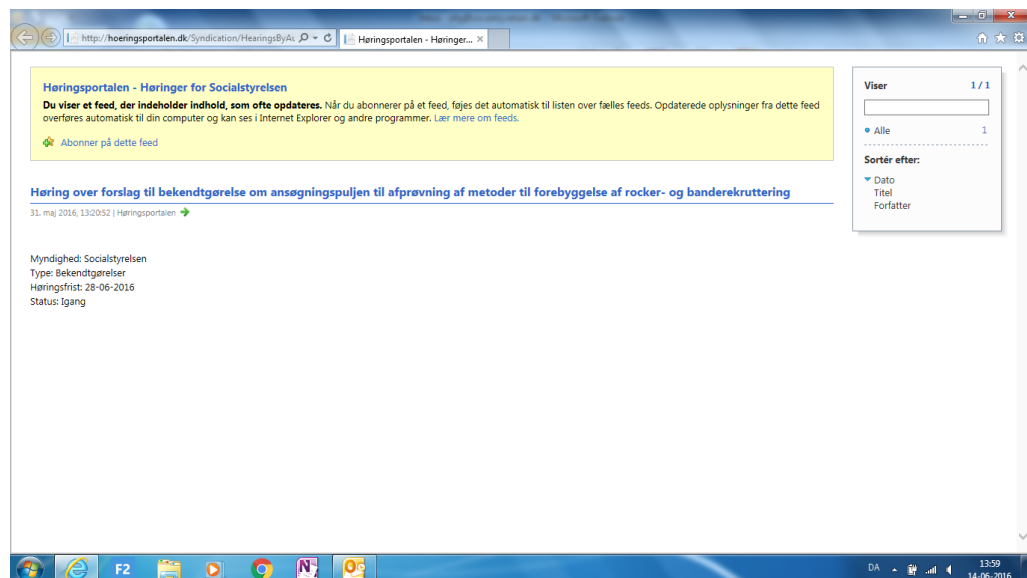 http://hoeringsportalen.dk/Syndication/HearingsByAu
Høringsportalen - Høringer...
Høringsportalen - Høringer for Socialstyrelsen
Du viser et feed, der indeholder indhold, som ofte opdateres. Når du abonnerer på et feed, føjes det automatisk til listen over fælles feeds. Opdaterede oplysninger fra dette feed
overføres automatisk til din computer og kan ses i Internet Explorer og andre programmer. Lær mere om feeds.
Abonner på dette feed
Høring over forslag til bekendtgørelse om ansøgningspuljen til afprøvning af metoder til forebyggelse af rocker- og banderekruttering
31. maj 2016, 13:20:52 | Høringsportalen
Myndighed: Socialstyrelsen
Type: Bekendtgørelser
Høringsfrist: 28-06-2016
Status: Igang
Viser 1 / 1
Alle 1
Sortér efter:
Dato
Titel
Forfatter
F2
DA
13:59
14-06-2016